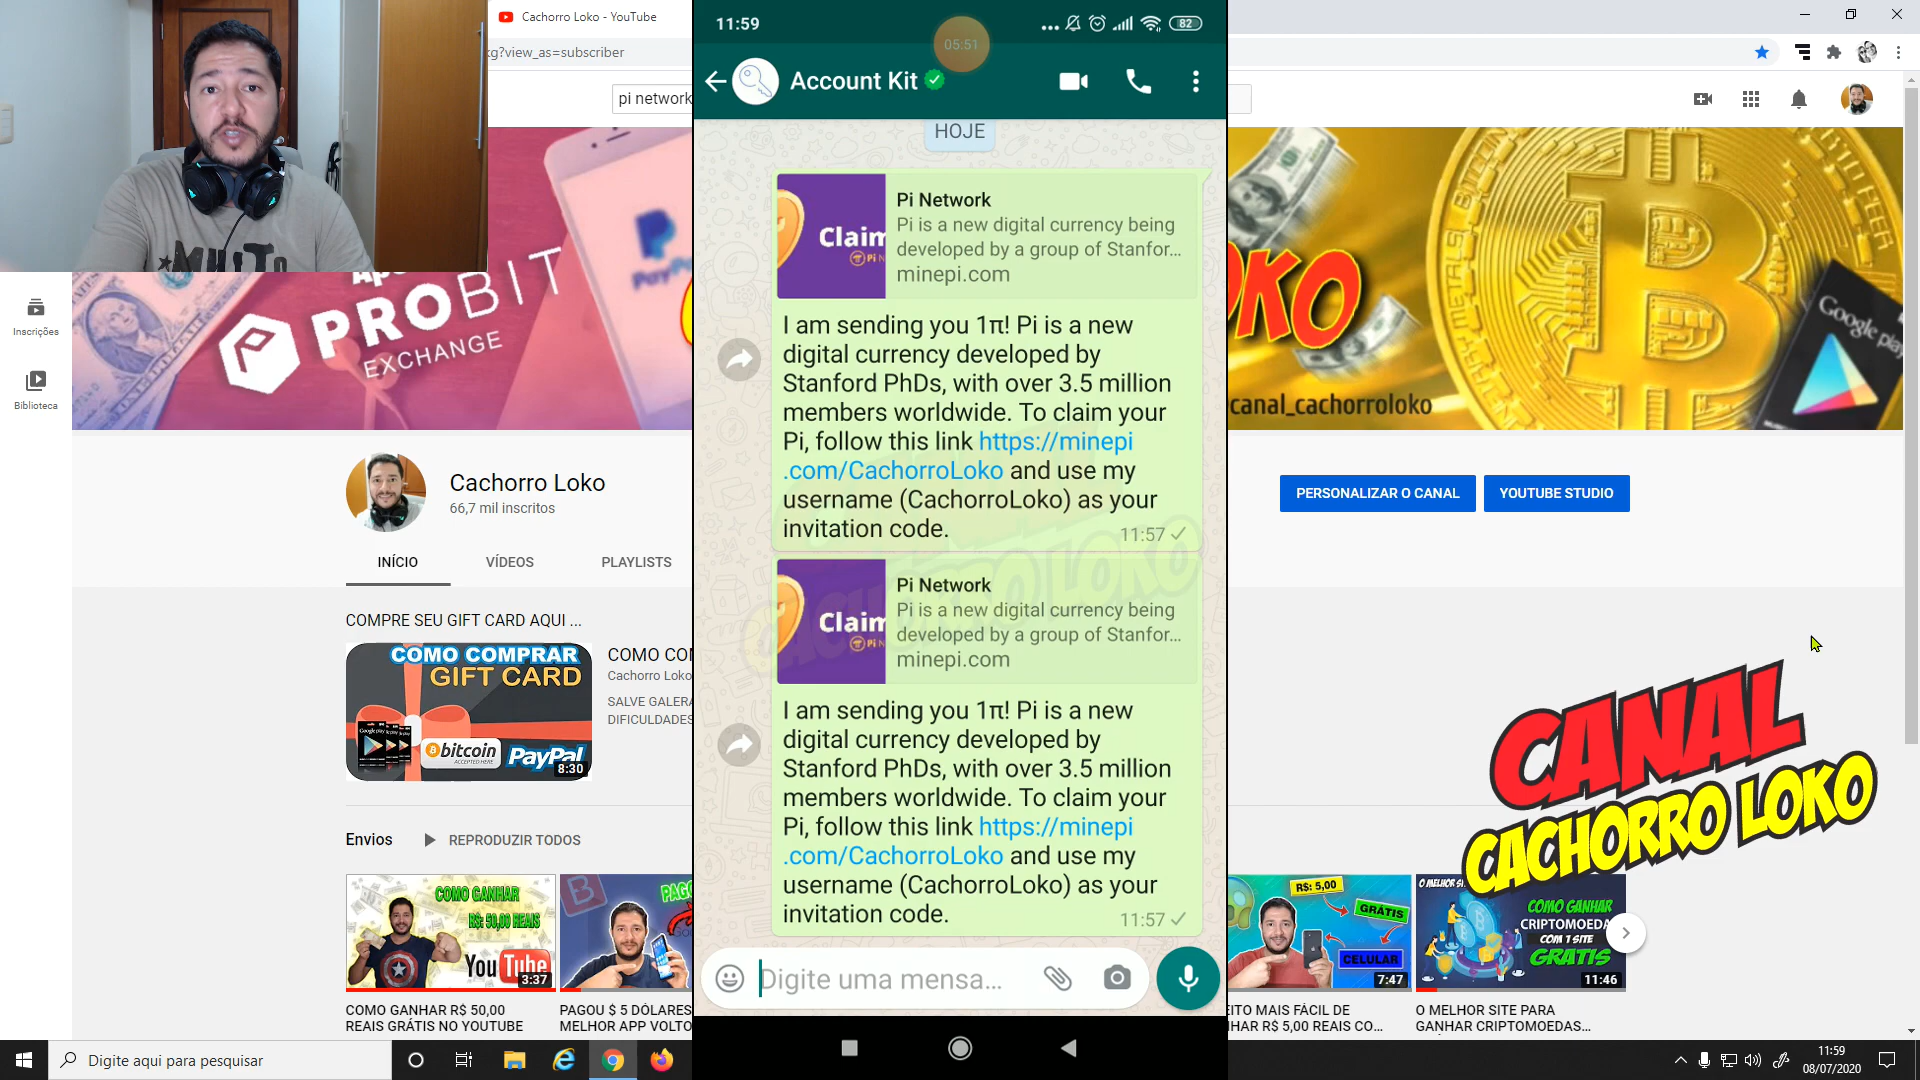 Cachorro Loko - YouTube
kg?view_as=subscriber
pi network
PROBIT
EXCHANGE
PayPal
Inscrições
Biblioteca
Cachorro Loko
66,7 mil inscritos
INÍCIO
VÍDEOS
PLAYLISTS
COMPRE SEU GIFT CARD AQUI ...
COMO COMPRAR
GIFT CARD
Google play
bitcoin
ACCEPTED HERE
PayPal
8:30
COMO CO
Cachorro Loko
SALVE GALERA
DIFICULDADES
Envios
REPRODUZIR TODOS
COMO GANHAR
R$: 50,00 REAIS
YouTube
3:37
COMO GANHAR R$ 50,00
REAIS GRÁTIS NO YOUTUBE
PAGOU $ 5 DÓLARES
MELHOR APP VOLTO
11:59
05:51
82
Account Kit
HOJE
Claim
Pi Network
Pi is a new digital currency being
developed by a group of Stanfor...
minepi.com
I am sending you 1π! Pi is a new
digital currency developed by
Stanford PhDs, with over 3.5 million
members worldwide. To claim your
Pi, follow this link https://minepi
.com/CachorroLoko and use my
username (CachorroLoko) as your
invitation code.
11:57
Claim
Pi Network
Pi is a new digital currency being
developed by a group of Stanfor...
minepi.com
I am sending you 1π! Pi is a new
digital currency developed by
Stanford PhDs, with over 3.5 million
members worldwide. To claim your
Pi, follow this link https://minepi
.com/CachorroLoko and use my
username (CachorroLoko) as your
invitation code.
11:57
CACHORRO LOKO
Digite uma mensa...
OKO
canal_cachorroloko
Google play
PERSONALIZAR O CANAL
YOUTUBE STUDIO
CANAL
CACHORRO LOKO
R$: 5,00
GRÁTIS
CELULAR
7:47
EITO MAIS FÁCIL DE
HAR R$ 5,00 REAIS CO...
COMO GANHAR
CRIPTOMOEDA
COM 1 SITE
GRATIS
11:46
O MELHOR SITE PARA
GANHAR CRIPTOMOEDAS...
Digite aqui para pesquisar
11:59
08/07/2020